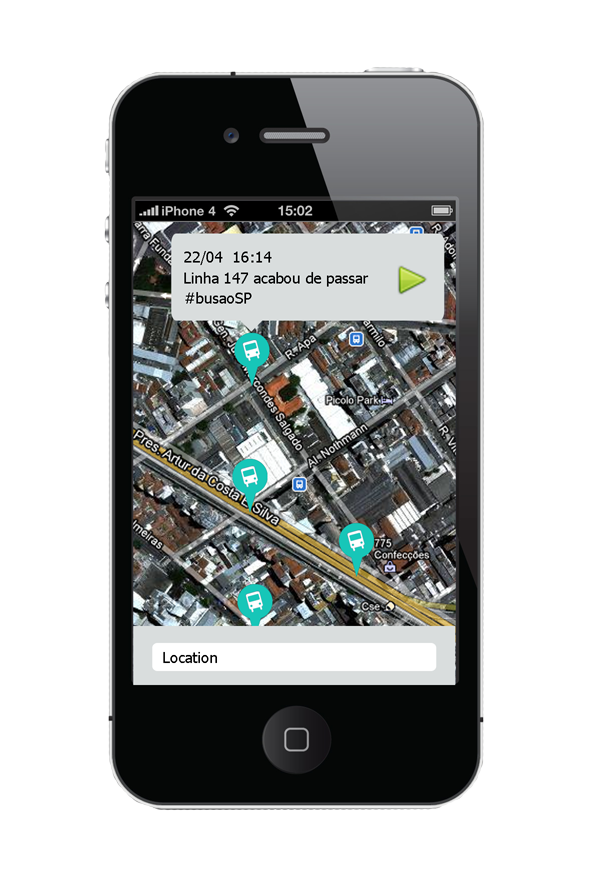 iPhone 4
15:02
22/04 16:14
Linha 147 acabou de passar
#busaoSP
R. Apa
Picolo Park
Al. Nothmann
Pres. Artur da Costa E Silva
775
Confecções
Cse
Location